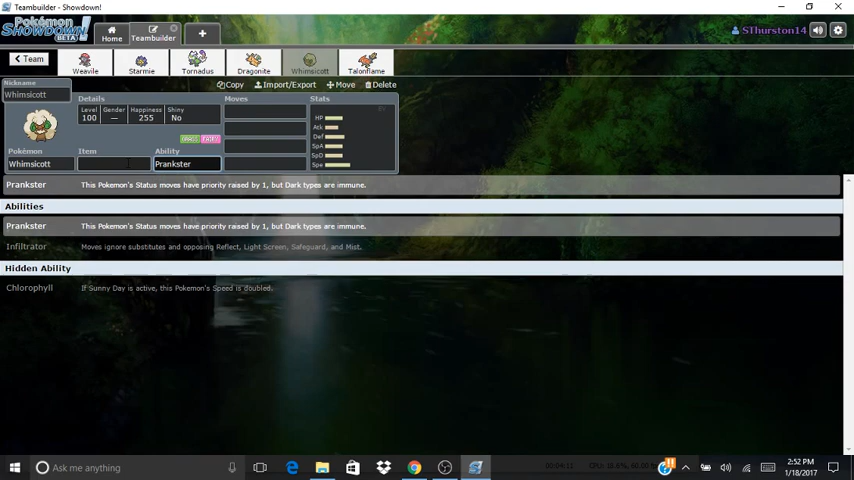 Teambuilder - Showdown!
Pokémon
SHOWDOWN!
BETA
Home
Teambuilder
SThurston14
Team
Weavile
Starmie
Tornadus
Dragonite
Whimsicott
Talonflame
Copy
Import/Export
Move
Delete
Nickname
Whimsicott
Details
Moves
Stats
Level
Gender
Happiness
Shiny
100
—
255
No
EV
HP
Atk
Def
SpA
SpD
Spe
GRASS FAIRY
Pokémon
Item
Ability
Whimsicott
Prankster
Prankster This Pokemon's Status moves have priority raised by 1, but Dark types are immune.
Abilities
Prankster This Pokemon's Status moves have priority raised by 1, but Dark types are immune.
Infiltrator Moves ignore substitutes and opposing Reflect, Light Screen, Safeguard, and Mist.
Hidden Ability
Chlorophyll If Sunny Day is active, this Pokemon's Speed is doubled.
Ask me anything
2:52 PM
1/18/2017